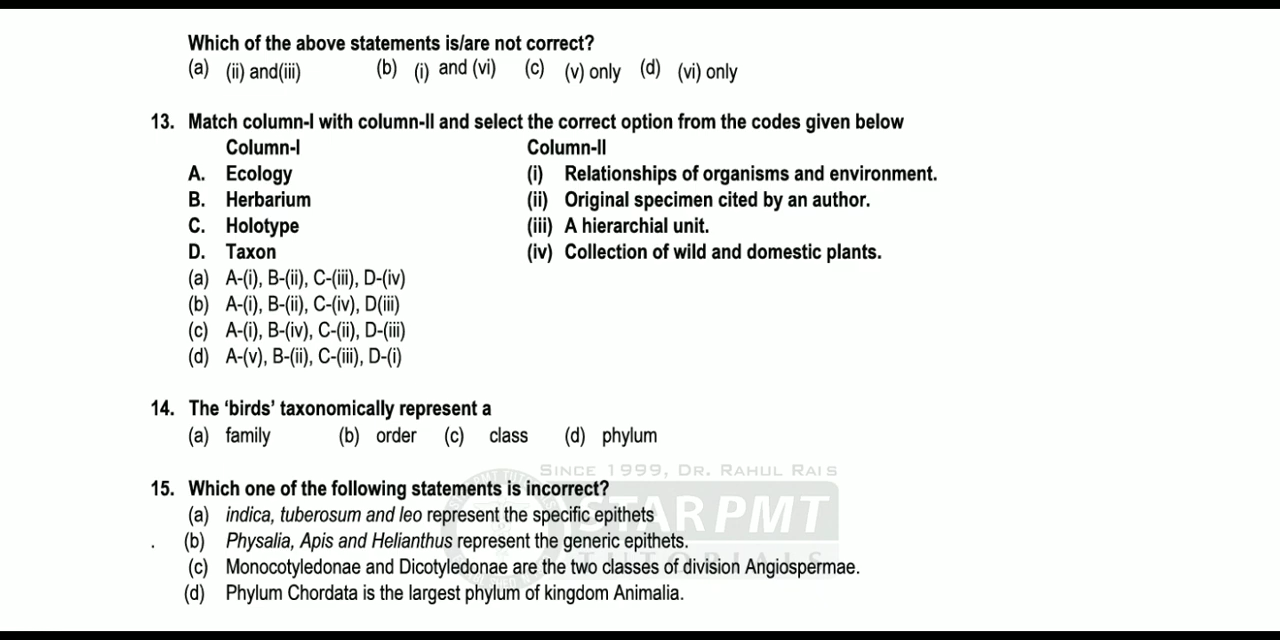 Which of the above statements is/are not correct?
(a) (ii) and(iii) (b) (i) and (vi) (c) (v) only (d) (vi) only
13. Match column-I with column-II and select the correct option from the codes given below
Column-I Column-II
A. Ecology (i) Relationships of organisms and environment.
B. Herbarium (ii) Original specimen cited by an author.
C. Holotype (iii) A hierarchial unit.
D. Taxon (iv) Collection of wild and domestic plants.
(a) A-(i), B-(ii), C-(iii), D-(iv)
(b) A-(i), B-(ii), C-(iv), D(iii)
(c) A-(i), B-(iv), C-(ii), D-(iii)
(d) A-(v), B-(ii), C-(iii), D-(i)
14. The ‘birds’ taxonomically represent a
(a) family (b) order (c) class (d) phylum
SINCE 1999, DR. RAHUL RAIS
15. Which one of the following statements is incorrect?
(a) indica, tuberosum and leo represent the specific epithets
STAR PMT
. (b) Physalia, Apis and Helianthus represent the generic epithets.
TUTORIALS
(c) Monocotyledonae and Dicotyledonae are the two classes of division Angiospermae.
(d) Phylum Chordata is the largest phylum of kingdom Animalia.